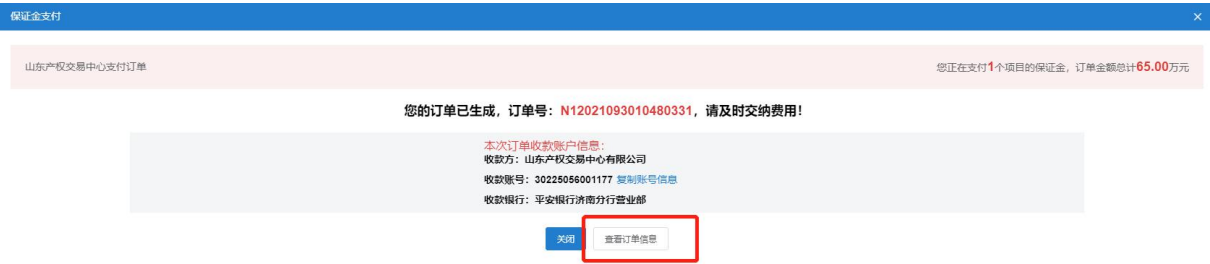 保证金支付 ×
山东产权交易中心支付订单 您正在支付1个项目的保证金，订单金额总计65.00万元
您的订单已生成，订单号：N12021093010480331，请及时交纳费用！
本次订单收款账户信息：
收款方：山东产权交易中心有限公司
收款账号：30225056001177 复制账号信息
收款银行：平安银行济南分行营业部
关闭 查看订单信息